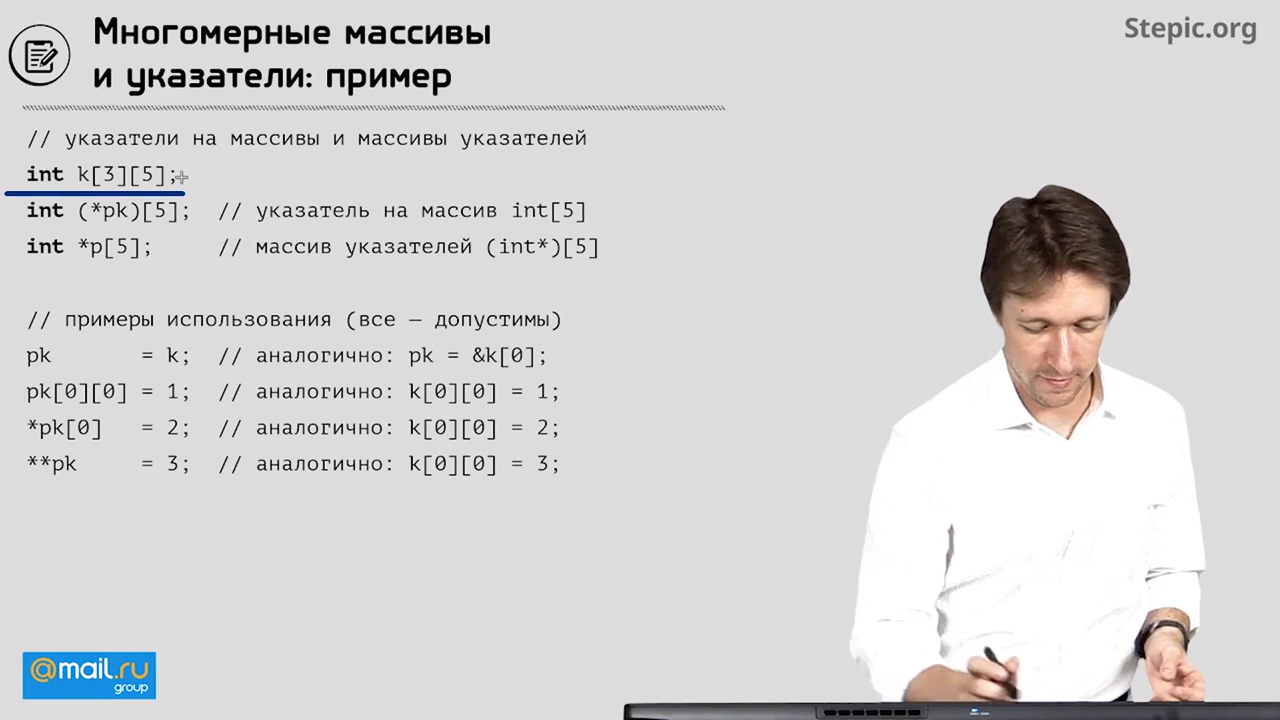 Многомерные массивы
и указатели: пример
Stepic.org
// указатели на массивы и массивы указателей
int k[3][5];
int (*pk)[5];  // указатель на массив int[5]
int *p[5];     // массив указателей (int*)[5]
// примеры использования (все — допустимы)
pk       = k;  // аналогично: pk = &k[0];
pk[0][0] = 1;  // аналогично: k[0][0] = 1;
*pk[0]   = 2;  // аналогично: k[0][0] = 2;
**pk     = 3;  // аналогично: k[0][0] = 3;
@mail.ru
group